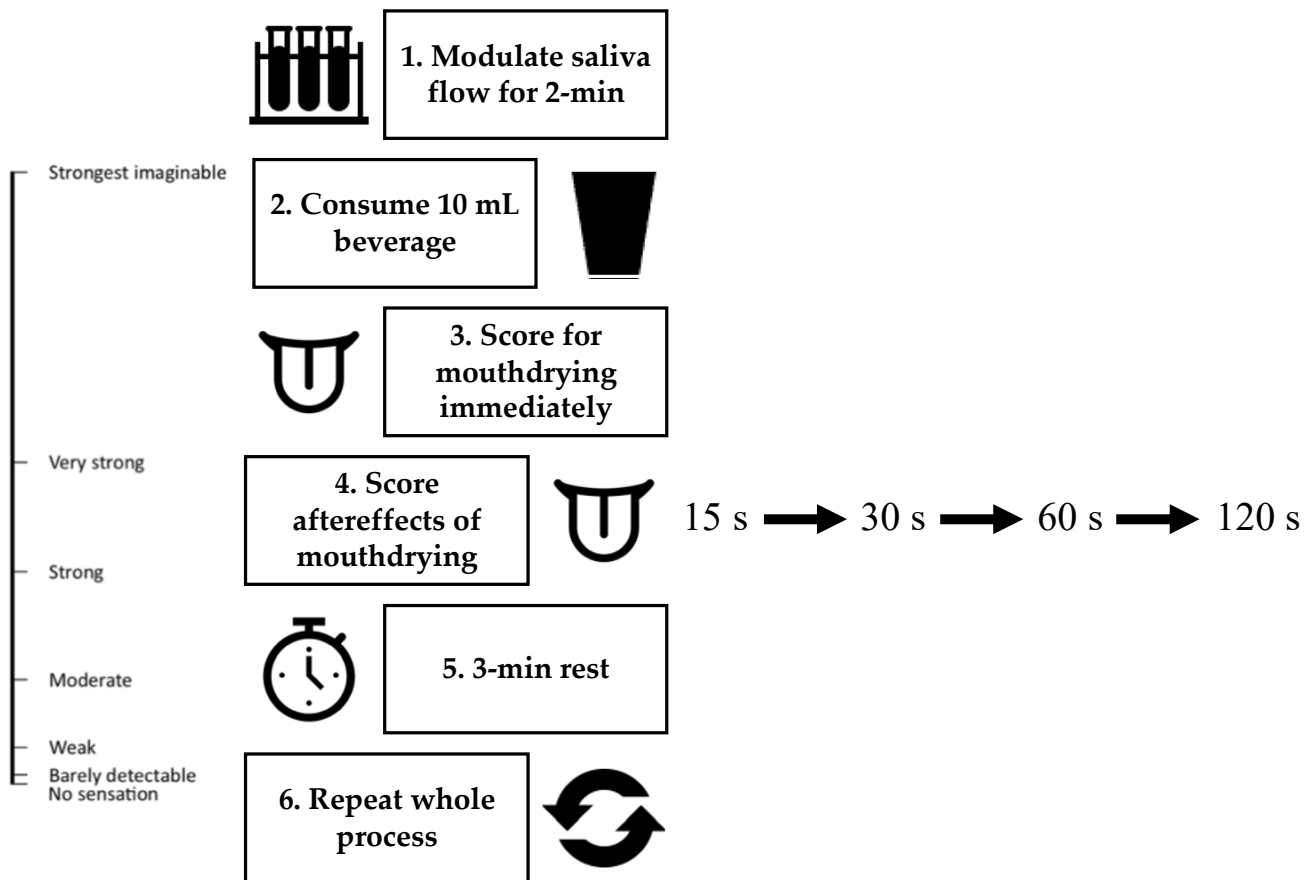 1. Modulate saliva
flow for 2-min
Strongest imaginable
2. Consume 10 mL
beverage
3. Score for
mouthdrying
immediately
Very strong
4. Score
aftereffects of
mouthdrying
15 s
30 s
60 s
120 s
Strong
5. 3-min rest
Moderate
Weak
Barely detectable
No sensation
6. Repeat whole
process